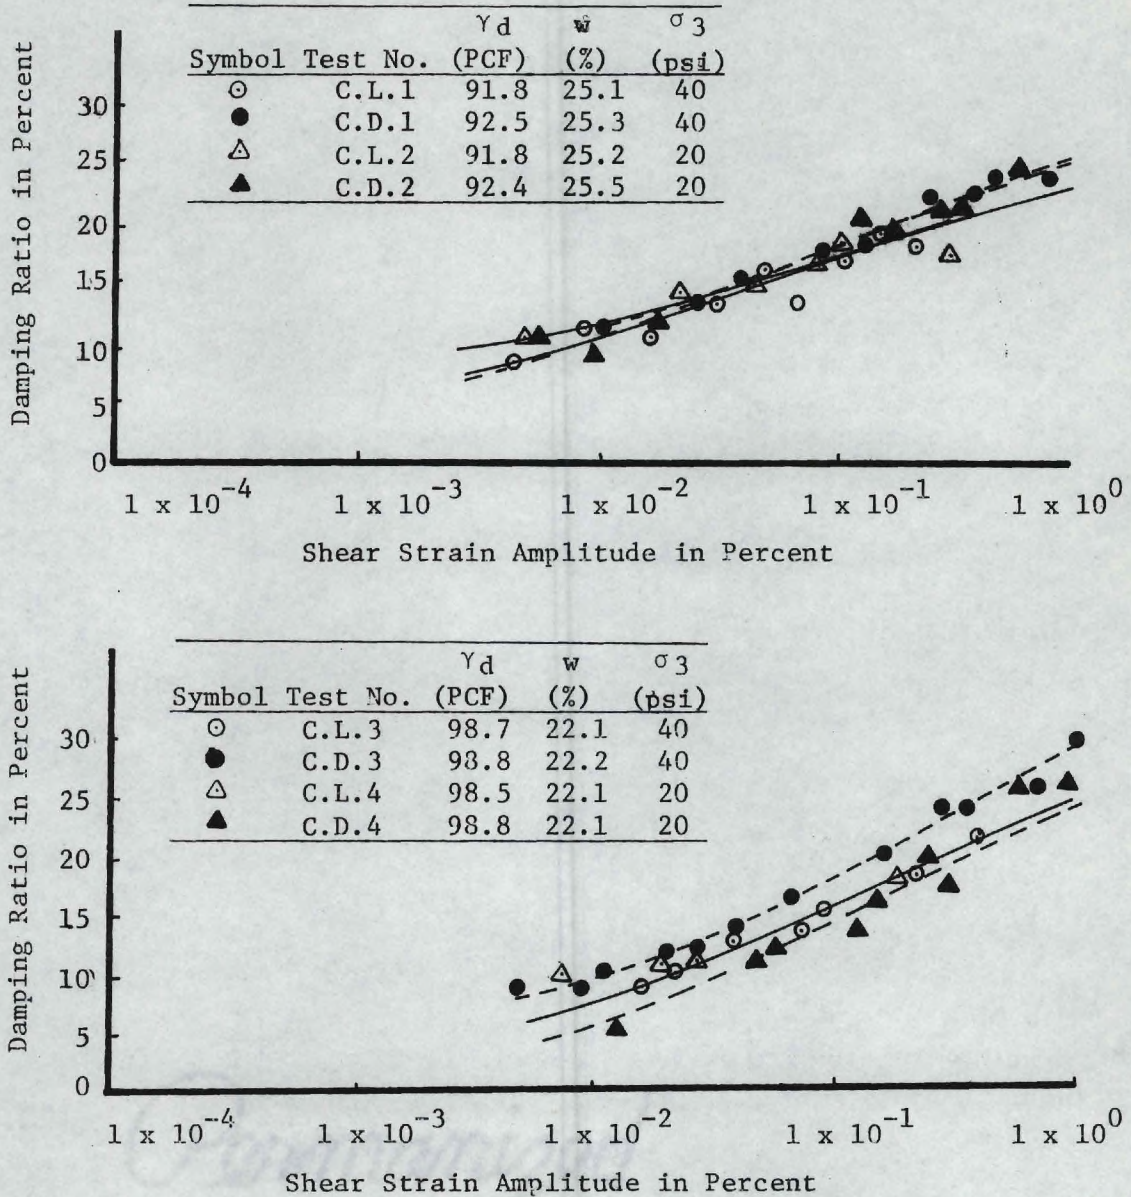 γd w σ3
Symbol Test No. (PCF) (%) (psi)
C.L.1 91.8 25.1 40
C.D.1 92.5 25.3 40
C.L.2 91.8 25.2 20
C.D.2 92.4 25.5 20
Damping Ratio in Percent
30
25
20
15
10
5
0
1 x 10^-4 1 x 10^-3 1 x 10^-2 1 x 10^-1 1 x 10^0
Shear Strain Amplitude in Percent
γd w σ3
Symbol Test No. (PCF) (%) (psi)
C.L.3 98.7 22.1 40
C.D.3 98.8 22.2 40
C.L.4 98.5 22.1 20
C.D.4 98.8 22.1 20
Damping Ratio in Percent
30
25
20
15
10
5
0
1 x 10^-4 1 x 10^-3 1 x 10^-2 1 x 10^-1 1 x 10^0
Shear Strain Amplitude in Percent